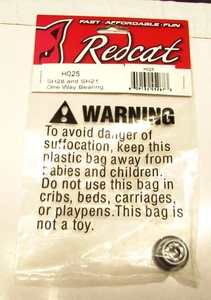 FAST · AFFORDABLE · FUN
Redcat
H025
H025
SH28 and SH21
One Way Bearing
WARNING
To avoid danger of
suffocation, keep this
plastic bag away from
babies and children.
Do not use this bag in
cribs, beds, carriages,
or playpens. This bag is
not a toy.